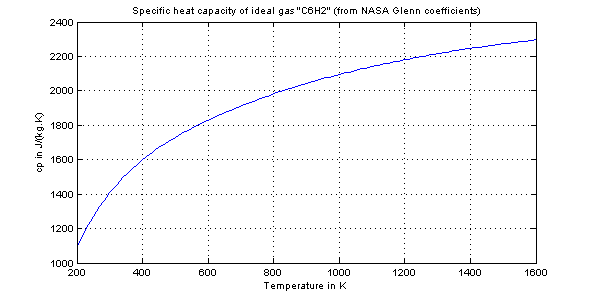 Specific heat capacity of ideal gas "C6H2" (from NASA Glenn coefficients)
2400
2200
2000
1800
1600
1400
1200
1000
cp in J/(kg.K)
200 400 600 800 1000 1200 1400 1600
Temperature in K